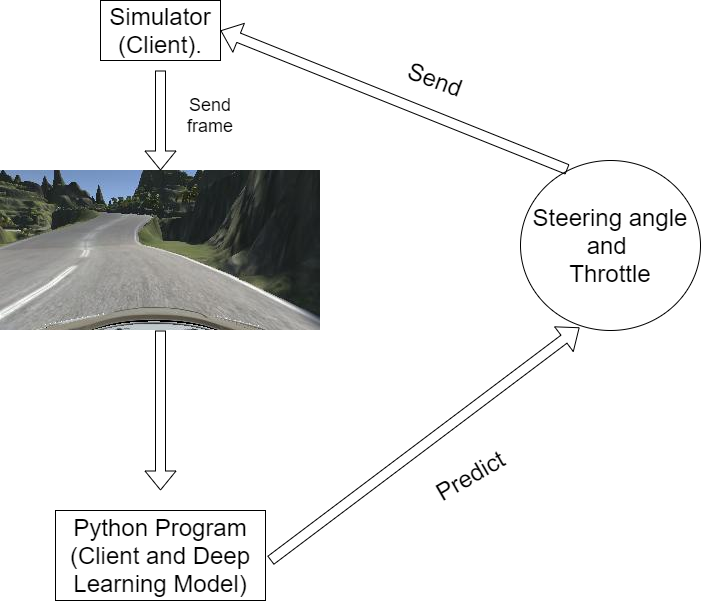 Simulator
(Client).
Send
Send
frame
Steering angle
and
Throttle
Predict
Python Program
(Client and Deep
Learning Model)